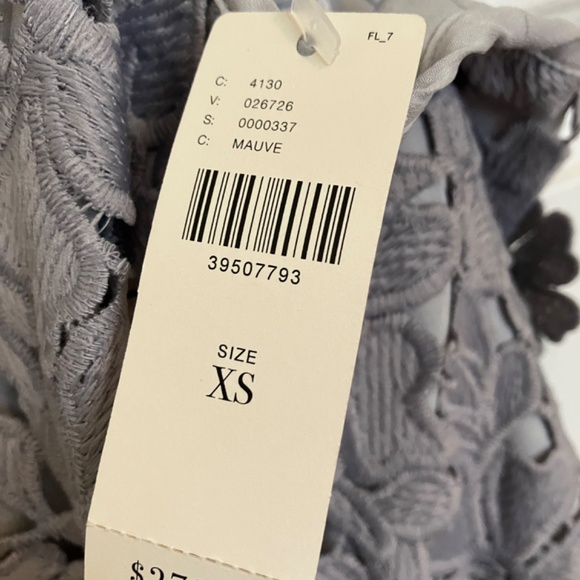 FL_7
C: 4130
V: 026726
S: 0000337
C: MAUVE
39507793
SIZE
XS